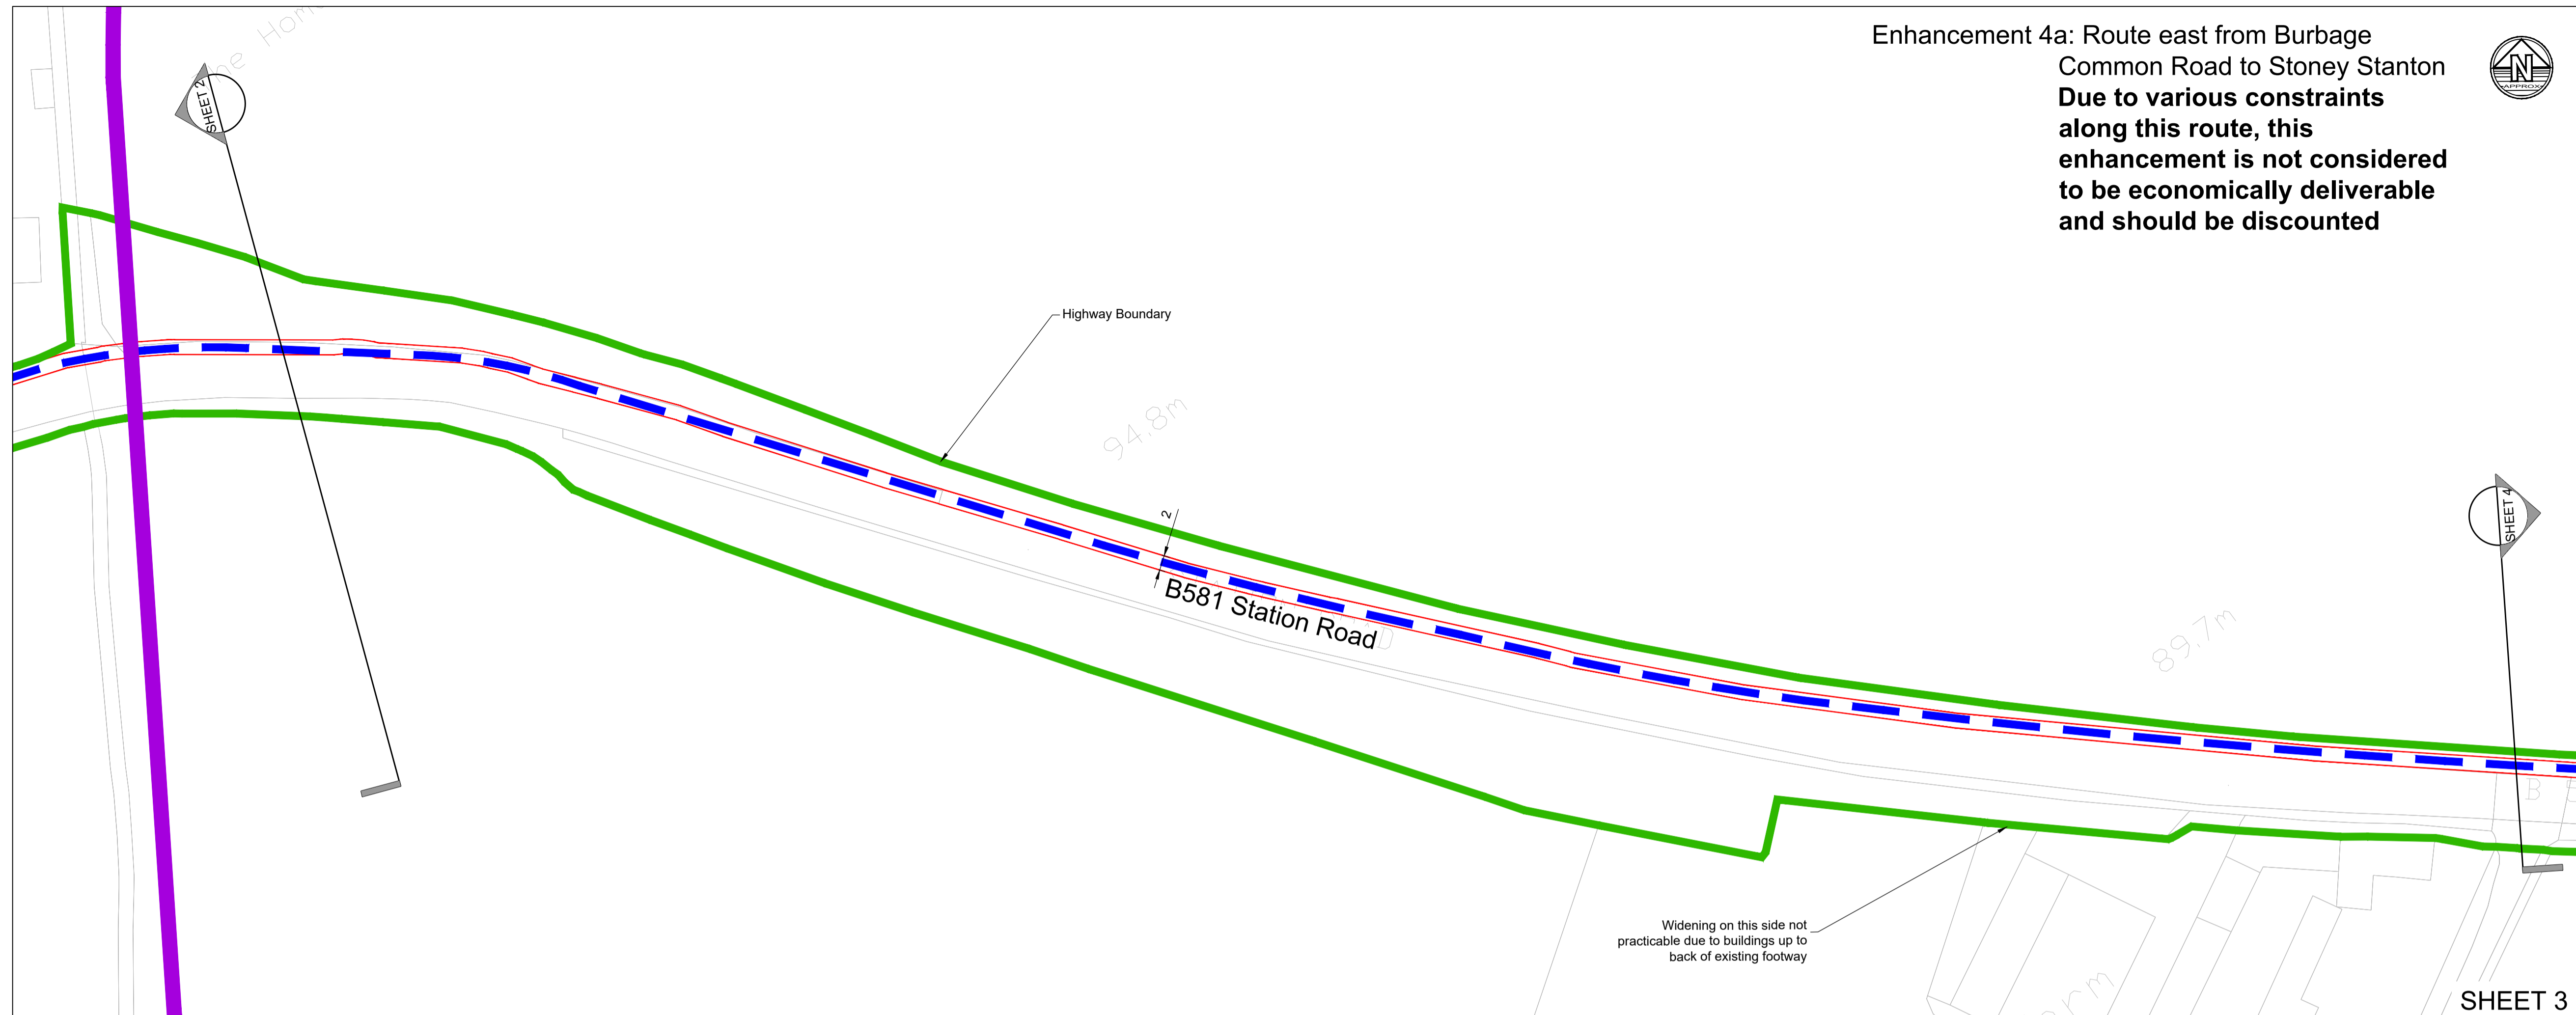 Enhancement 4a: Route east from Burbage
Common Road to Stoney Stanton
Due to various constraints
along this route, this
enhancement is not considered
to be economically deliverable
and should be discounted
N
APPROX
The Hom
SHEET 2
Highway Boundary
94.8m
2
B581 Station Road
SHEET 4
89.7m
B
Widening on this side not
practicable due to buildings up to
back of existing footway
SHEET 3